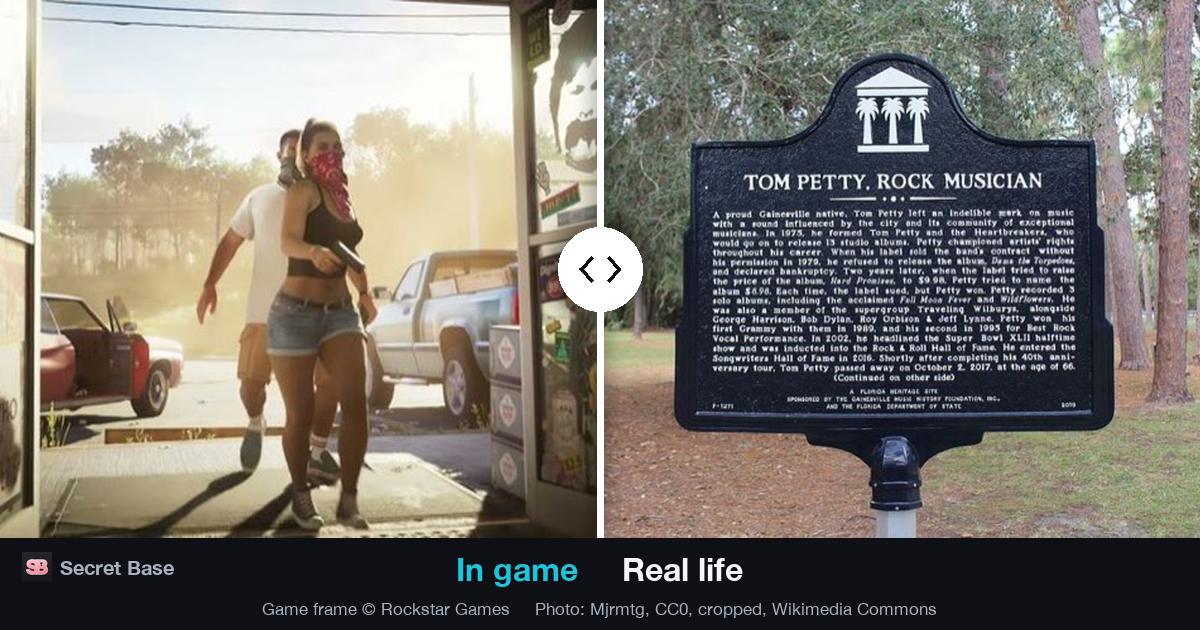 WE
LD
TOM PETTY, ROCK MUSICIAN
A proud Gainesville native, Tom Petty left an indelible mark on music
with a sound influenced by the city and its community of exceptional
musicians. In 1975, he formed Tom Petty and the Heartbreakers, who
would go on to release 13 studio albums. Petty championed artists' rights
throughout his career. When his label sold the band's contract without
his permission in 1979, he refused to release the album, Damn the Torpedoes,
and declared bankruptcy. Two years later, when the label tried to raise
the price of the album, Hard Promises, to $9.98, Petty tried to name the
album $8.98. Each time, the label sued, but Petty won. Petty recorded 3
solo albums, including the acclaimed Full Moon Fever and Wildflowers. He
was also a member of the supergroup Traveling Wilburys, alongside
George Harrison, Bob Dylan, Roy Orbison & Jeff Lynne. Petty won his
first Grammy with them in 1989, and his second in 1995 for Best Rock
Vocal Performance. In 2002, he headlined the Super Bowl XLII halftime
show and was inducted into the Rock & Roll Hall of Fame. He entered the
Songwriters Hall of Fame in 2016. Shortly after completing his 40th anni-
versary tour, Tom Petty passed away on October 2, 2017, at the age of 66.
(Continued on other side)
A FLORIDA HERITAGE SITE
SPONSORED BY THE GAINESVILLE MUSIC HISTORY FOUNDATION, INC.,
AND THE FLORIDA DEPARTMENT OF STATE
F-1271
2019
SB Secret Base
In game
Real life
Game frame © Rockstar Games
Photo: Mjrmtg, CC0, cropped, Wikimedia Commons